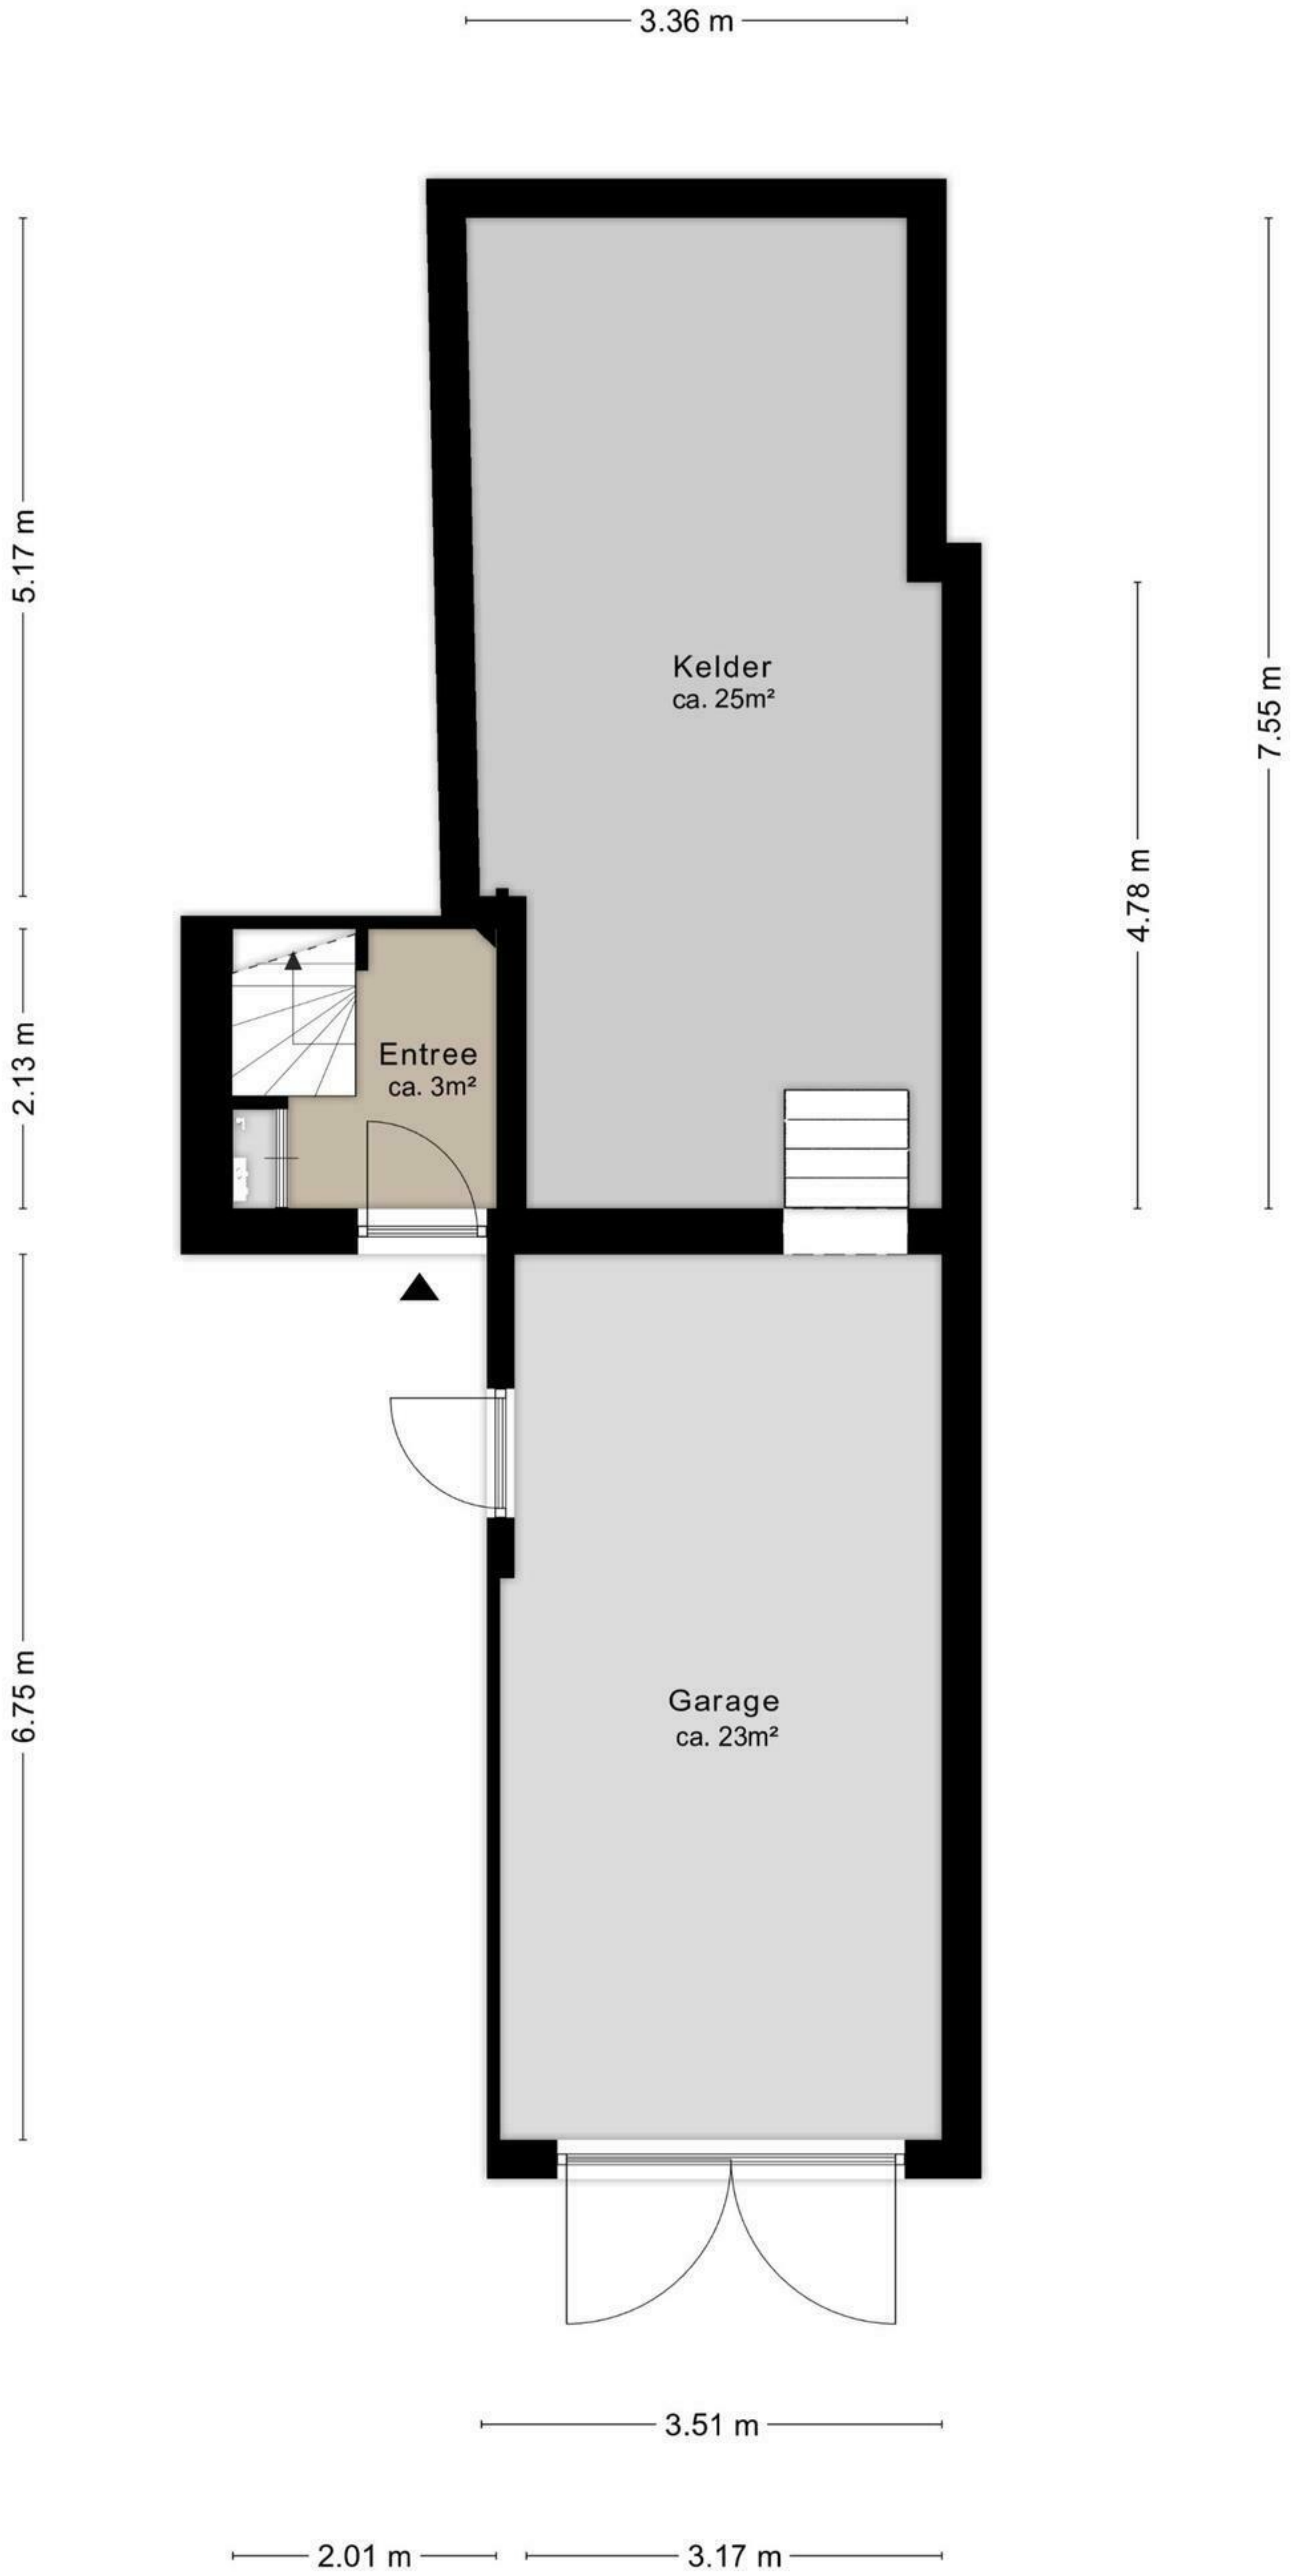 3.36 m
5.17 m
7.55 m
Kelder
ca. 25m²
4.78 m
2.13 m
Entree
ca. 3m²
6.75 m
Garage
ca. 23m²
3.51 m
2.01 m
3.17 m